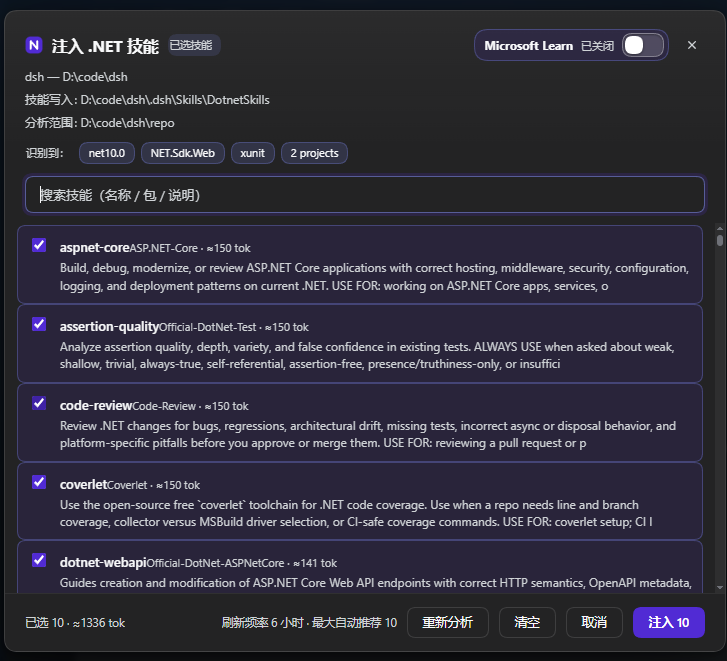 N 注入 .NET 技能 已选技能 Microsoft Learn 已关闭 ×
dsh — D:\code\dsh
技能写入: D:\code\dsh\.dsh\Skills\DotnetSkills
分析范围: D:\code\dsh\repo
识别到: net10.0 NET.Sdk.Web xunit 2 projects
搜索技能（名称 / 包 / 说明）
aspnet-coreASP.NET-Core · ≈150 tok
Build, debug, modernize, or review ASP.NET Core applications with correct hosting, middleware, security, configuration,
logging, and deployment patterns on current .NET. USE FOR: working on ASP.NET Core apps, services, o
assertion-qualityOfficial-DotNet-Test · ≈150 tok
Analyze assertion quality, depth, variety, and false confidence in existing tests. ALWAYS USE when asked about weak,
shallow, trivial, always-true, self-referential, assertion-free, presence/truthiness-only, or insuffici
code-reviewCode-Review · ≈150 tok
Review .NET changes for bugs, regressions, architectural drift, missing tests, incorrect async or disposal behavior, and
platform-specific pitfalls before you approve or merge them. USE FOR: reviewing a pull request or p
coverletCoverlet · ≈150 tok
Use the open-source free `coverlet` toolchain for .NET code coverage. Use when a repo needs line and branch
coverage, collector versus MSBuild driver selection, or CI-safe coverage commands. USE FOR: coverlet setup; CI l
dotnet-webapiOfficial-DotNet-ASPNetCore · ≈141 tok
Guides creation and modification of ASP.NET Core Web API endpoints with correct HTTP semantics, OpenAPI metadata,
已选 10 · ≈1336 tok 刷新频率 6 小时 · 最大自动推荐 10 重新分析 清空 取消 注入 10